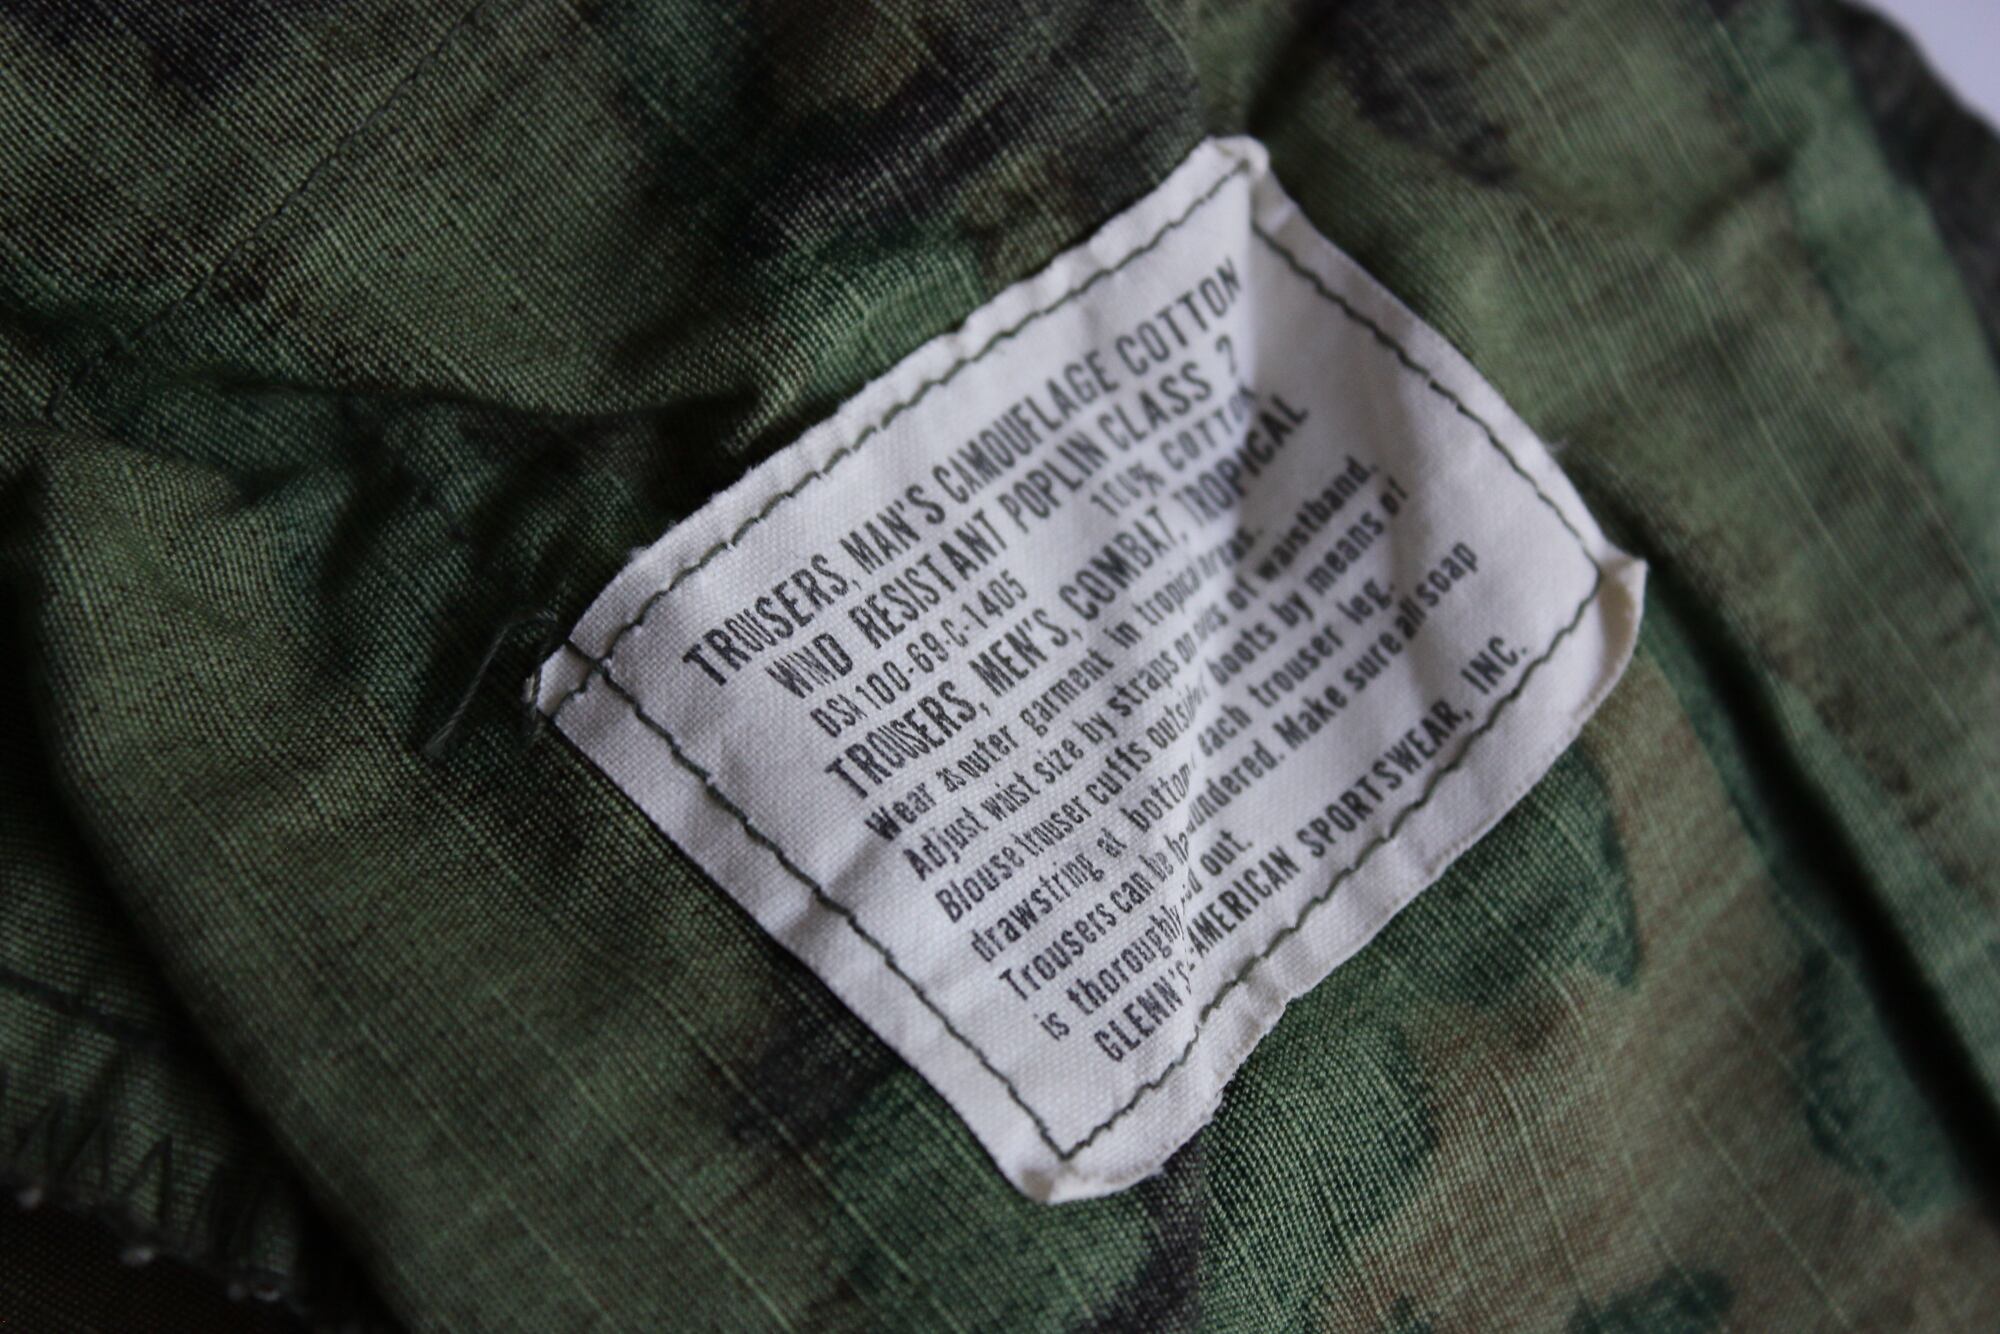 TROUSERS, MAN'S CAMOUFLAGE COTTON
WIND RESISTANT POPLIN CLASS 2
DSA 100-69-C-1405 100% COTTON
TROUSERS, MEN'S, COMBAT, TROPICAL
Wear as outer garment in tropical areas.
Adjust waist size by straps on sides of waistband.
Blouse trouser cuffs outside boots by means of
drawstring at bottom each trouser leg.
Trousers can be handundered. Make sure all soap
is thoroughly out.
GLENN'S-AMERICAN SPORTSWEAR, INC.